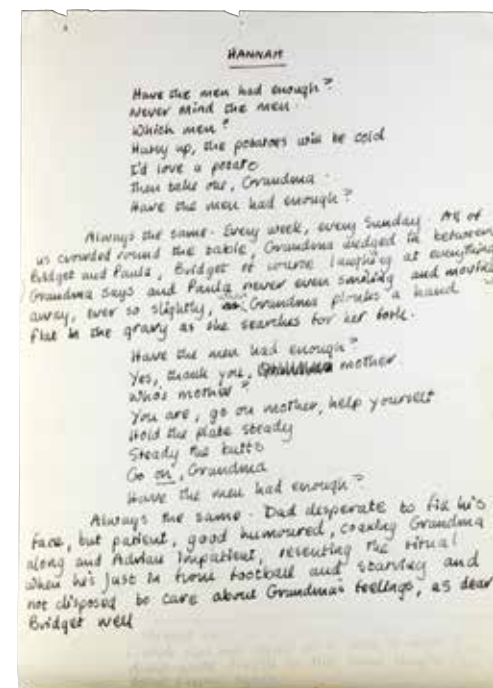 HANNAH
Have the men had enough?
Never mind the men.
Which men?
Hurry up, the potatoes will be cold
I'd love a potato
Then take one, Grandma.
Have the men had enough?
Always the same. Every week, every Sunday. All of
us crowded round the table, Grandma wedged in between
Bridget and Paula, Bridget of course laughing at everything
Grandma says and Paula never even smiling and moving
away, ever so slightly, Grandma plonks a hand
flat in the gravy as she searches for her fork.
Have the men had enough?
Yes, thank you, mother.
Who's mother?
You are, go on mother, help yourself
Hold the plate steady
Steady the buffs
Go on, Grandma
Have the men had enough?
Always the same. Dad desperate to fix his
face, but patient, good humoured, coaxing Grandma
along and Adrian impatient, resenting the ritual
when he's just in from football and starving and
not disposed to care about Grandma's feelings, as dear
Bridget well